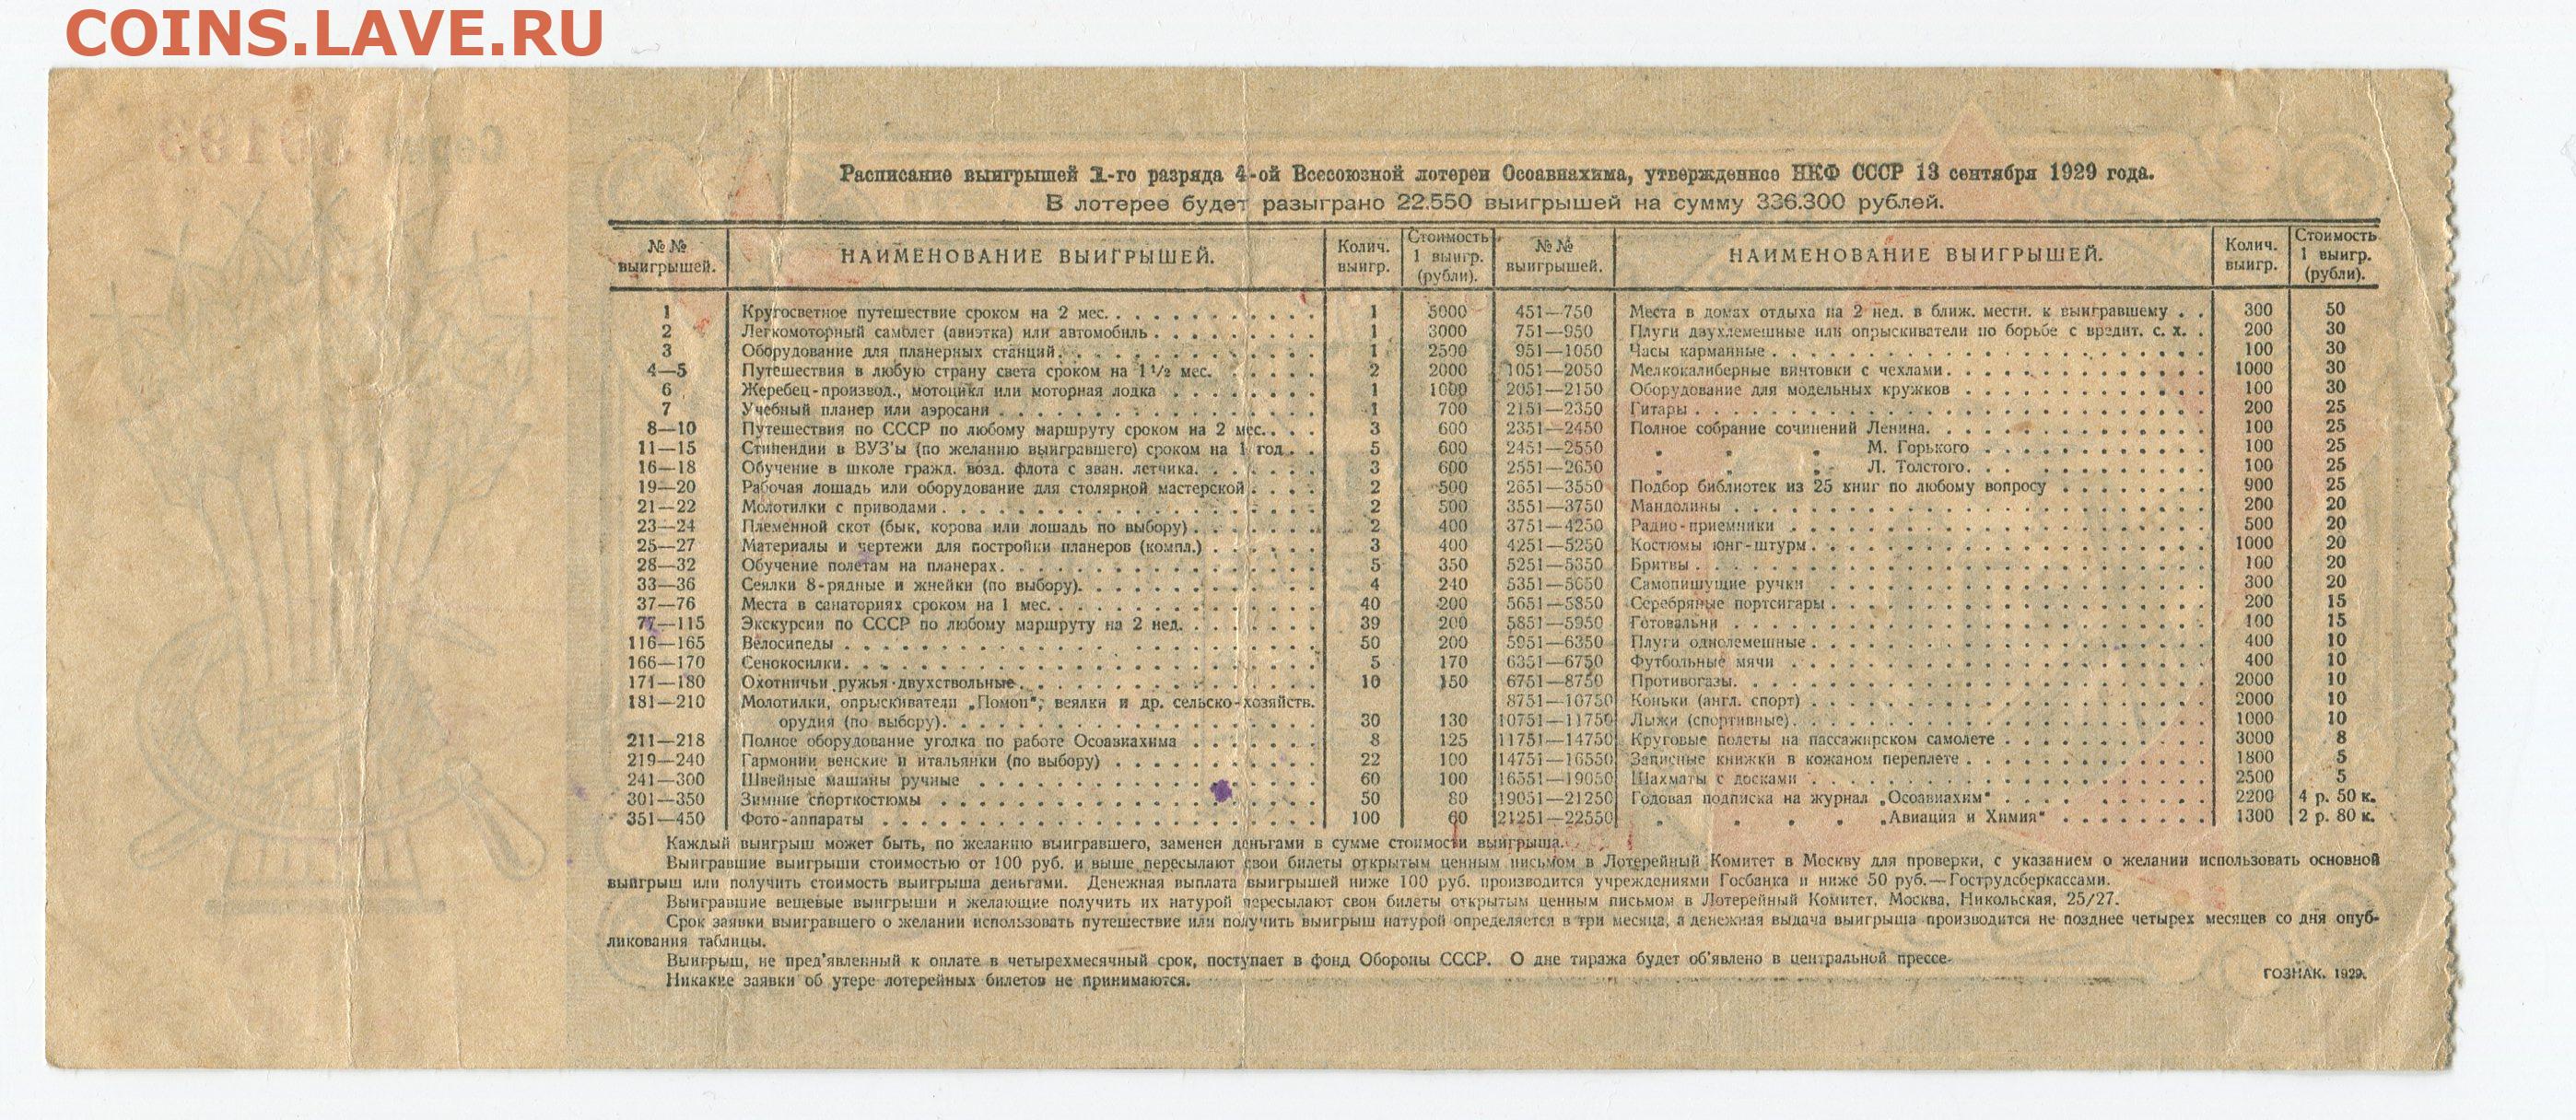 COINS.LAVE.RU
Расписание выигрышей 1-го разряда 4-ой Всесоюзной лотереи Осоавиахима, утвержденное НКФ СССР 13 сентября 1929 года.
В лотерее будет разыграно 22.550 выигрышей на сумму 336.300 рублей.
№№ выигрышей. НАИМЕНОВАНИЕ ВЫИГРЫШЕЙ. Колич. выигр. Стоимость 1 выигр. (рубли).
1 Кругосветное путешествие сроком на 2 мес. 1 5000
2 Легкомоторный самолет (авиэтка) или автомобиль 1 3000
3 Оборудование для планерных станций. 1 2500
4—5 Путешествия в любую страну света сроком на 1 1/2 мес. 2 2000
6 Жеребец-производ., мотоцикл или моторная лодка 1 1000
7 Учебный планер или аэросани 1 700
8—10 Путешествия по СССР по любому маршруту сроком на 2 мес. 3 600
11—15 Стипендии в ВУЗ'ы (по желанию выигравшего) сроком на 1 год 5 600
16—18 Обучение в школе гражд. возд. флота с зван. летчика. 3 600
19—20 Рабочая лошадь или оборудование для столярной мастерской 2 500
21—22 Молотилки с приводами 2 500
23—24 Племенной скот (бык, корова или лошадь по выбору) 2 400
25—27 Материалы и чертежи для постройки планеров (компл.) 3 400
28—32 Обучение полетам на планерах. 5 350
33—36 Сеялки 8-рядные и жнейки (по выбору). 4 240
37—76 Места в санаториях сроком на 1 мес. 40 200
77—115 Экскурсии по СССР по любому маршруту на 2 нед. 39 200
116—165 Велосипеды 50 200
166—170 Сенокосилки. 5 170
171—180 Охотничьи ружья двухствольные 10 150
181—210 Молотилки, опрыскиватели „Помоп“, веялки и др. сельско-хозяйств.
орудия (по выбору). 30 130
211—218 Полное оборудование уголка по работе Осоавиахима 8 125
219—240 Гармонии венские и итальянки (по выбору) 22 100
241—300 Швейные машины ручные 60 100
301—350 Зимние спорткостюмы 50 80
351—450 Фото-аппараты 100 60
№№ выигрышей. НАИМЕНОВАНИЕ ВЫИГРЫШЕЙ. Колич. выигр. Стоимость 1 выигр. (рубли).
451—750 Места в домах отдыха на 2 нед. в ближ. местн. к выигравшему 300 50
751—950 Плуги двухлемешные или опрыскиватели по борьбе с вредит. с. х. 200 30
951—1050 Часы карманные 100 30
1051—2050 Мелкокалиберные винтовки с чехлами 1000 30
2051—2150 Оборудование для модельных кружков 100 30
2151—2350 Гитары 200 25
2351—2450 Полное собрание сочинений Ленина. 100 25
2451—2550 „ „ „ М. Горького 100 25
2551—2650 „ „ „ Л. Толстого. 100 25
2651—3550 Подбор библиотек из 25 книг по любому вопросу 900 25
3551—3750 Мандолины 200 20
3751—4250 Радио-приемники 500 20
4251—5250 Костюмы юнг-штурм 1000 20
5251—5350 Бритвы 100 20
5351—5650 Самопишущие ручки 300 20
5651—5850 Серебряные портсигары 200 15
5851—5950 Готовальни 100 15
5951—6350 Плуги однолемешные 400 10
6351—6750 Футбольные мячи 400 10
6751—8750 Противогазы. 2000 10
8751—10750 Коньки (англ. спорт) 2000 10
10751—11750 Лыжи (спортивные). 1000 10
11751—14750 Круговые полеты на пассажирском самолете 3000 8
14751—16550 Записные книжки в кожаном переплете 1800 5
16551—19050 Шахматы с досками 2500 5
19051—21250 Годовая подписка на журнал „Осоавиахим“ 2200 4 р. 50 к.
21251—22550 „ „ „ „Авиация и Химия“ 1300 2 р. 80 к.
Каждый выигрыш может быть, по желанию выигравшего, заменен деньгами в сумме стоимости выигрыша.
Выигравшие выигрыши стоимостью от 100 руб. и выше пересылают свои билеты открытым ценным письмом в Лотерейный Комитет в Москву для проверки, с указанием о желании использовать основной
выигрыш или получить стоимость выигрыша деньгами. Денежная выплата выигрышей ниже 100 руб. производится учреждениями Госбанка и ниже 50 руб.—Гострудсберкассами.
Выигравшие вещевые выигрыши и желающие получить их натурой пересылают свои билеты открытым ценным письмом в Лотерейный Комитет, Москва, Никольская, 25/27.
Срок заявки выигравшего о желании использовать путешествие или получить выигрыш натурой определяется в три месяца, а денежная выдача выигрыша производится не позднее четырех месяцев со дня опуб-
ликования таблицы.
Выигрыш, не пред'явленный к оплате в четырехмесячный срок, поступает в фонд Обороны СССР. О дне тиража будет об'явлено в центральной прессе.
Никакие заявки об утере лотерейных билетов не принимаются.
ГОЗНАК. 1929.